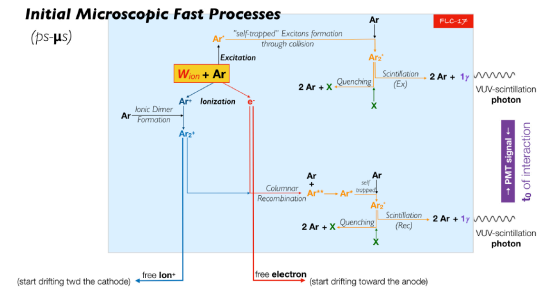 Initial Microscopic Fast Processes
(ps-μs)
FLC-17
"self-trapped" Excitons formation
through collision
Ar
Ar*
Ar2*
Excitation
Wion + Ar
Quenching
Scintillation
(Ex)
2 Ar + X
2 Ar + 1γ
X
VUV-scintillation
photon
Ar+
Ionization
e-
Ar
Ionic Dimer
Formation
Ar2+
→ PMT signal ←
t0 of interaction
Columnar
Recombination
Ar
+
Ar**
Ar*
self
trapped
Ar
Ar2*
Quenching
Scintillation
(Rec)
2 Ar + X
2 Ar + 1γ
X
VUV-scintillation
photon
free Ion+
free electron
(start drifting twd the cathode)
(start drifting toward the anode)